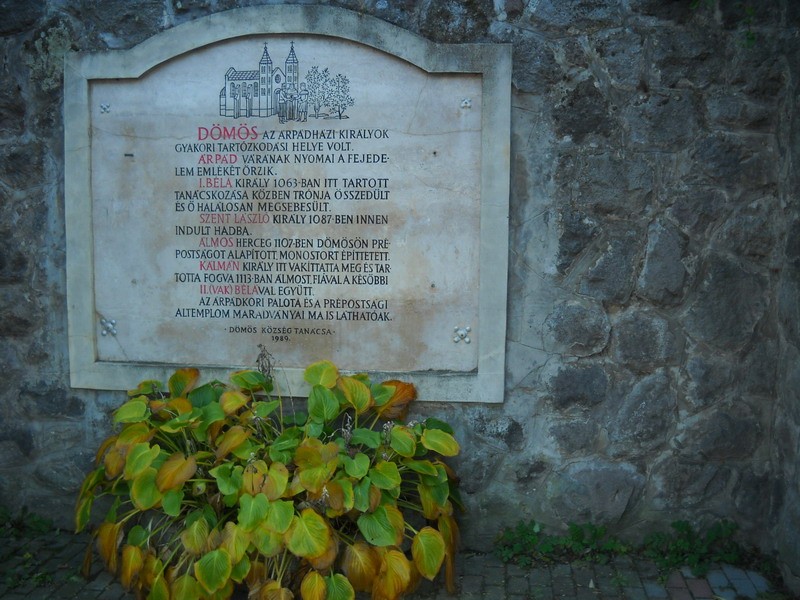 DÖMÖS AZ ÁRPÁDHÁZI KIRÁLYOK
GYAKORI TARTÓZKODÁSI HELYE VOLT.
ÁRPÁD VÁRÁNAK NYOMAI A FEJEDE-
LEM EMLÉKÉT ŐRZIK.
I. BÉLA KIRÁLY 1063-BAN ITT TARTOTT
TANÁCSKOZÁSA KÖZBEN TRÓNJA ÖSSZEDŰLT
ÉS Ő HALÁLOSAN MEGSEBESÜLT.
SZENT LÁSZLÓ KIRÁLY 1087-BEN INNEN
INDULT HADBA.
ÁLMOS HERCEG 1107-BEN DÖMÖSÖN PRÉ-
POSTSÁGOT ALAPÍTOTT, MONOSTORT ÉPÍTTETETT.
KÁLMÁN KIRÁLY ITT VAKÍTTATTA MEG ÉS TAR
TOTTA FOGVA 1113-BAN ÁLMOST, FIÁVAL A KÉSŐBBI
II.(VAK) BÉLÁVAL EGYÜTT.
AZ ÁRPÁDKORI PALOTA ÉS A PRÉPOSTSÁGI
ALTEMPLOM MARADVÁNYAI MA IS LÁTHATÓAK.
· DÖMÖS KÖZSÉG TANÁCSA ·
1989.